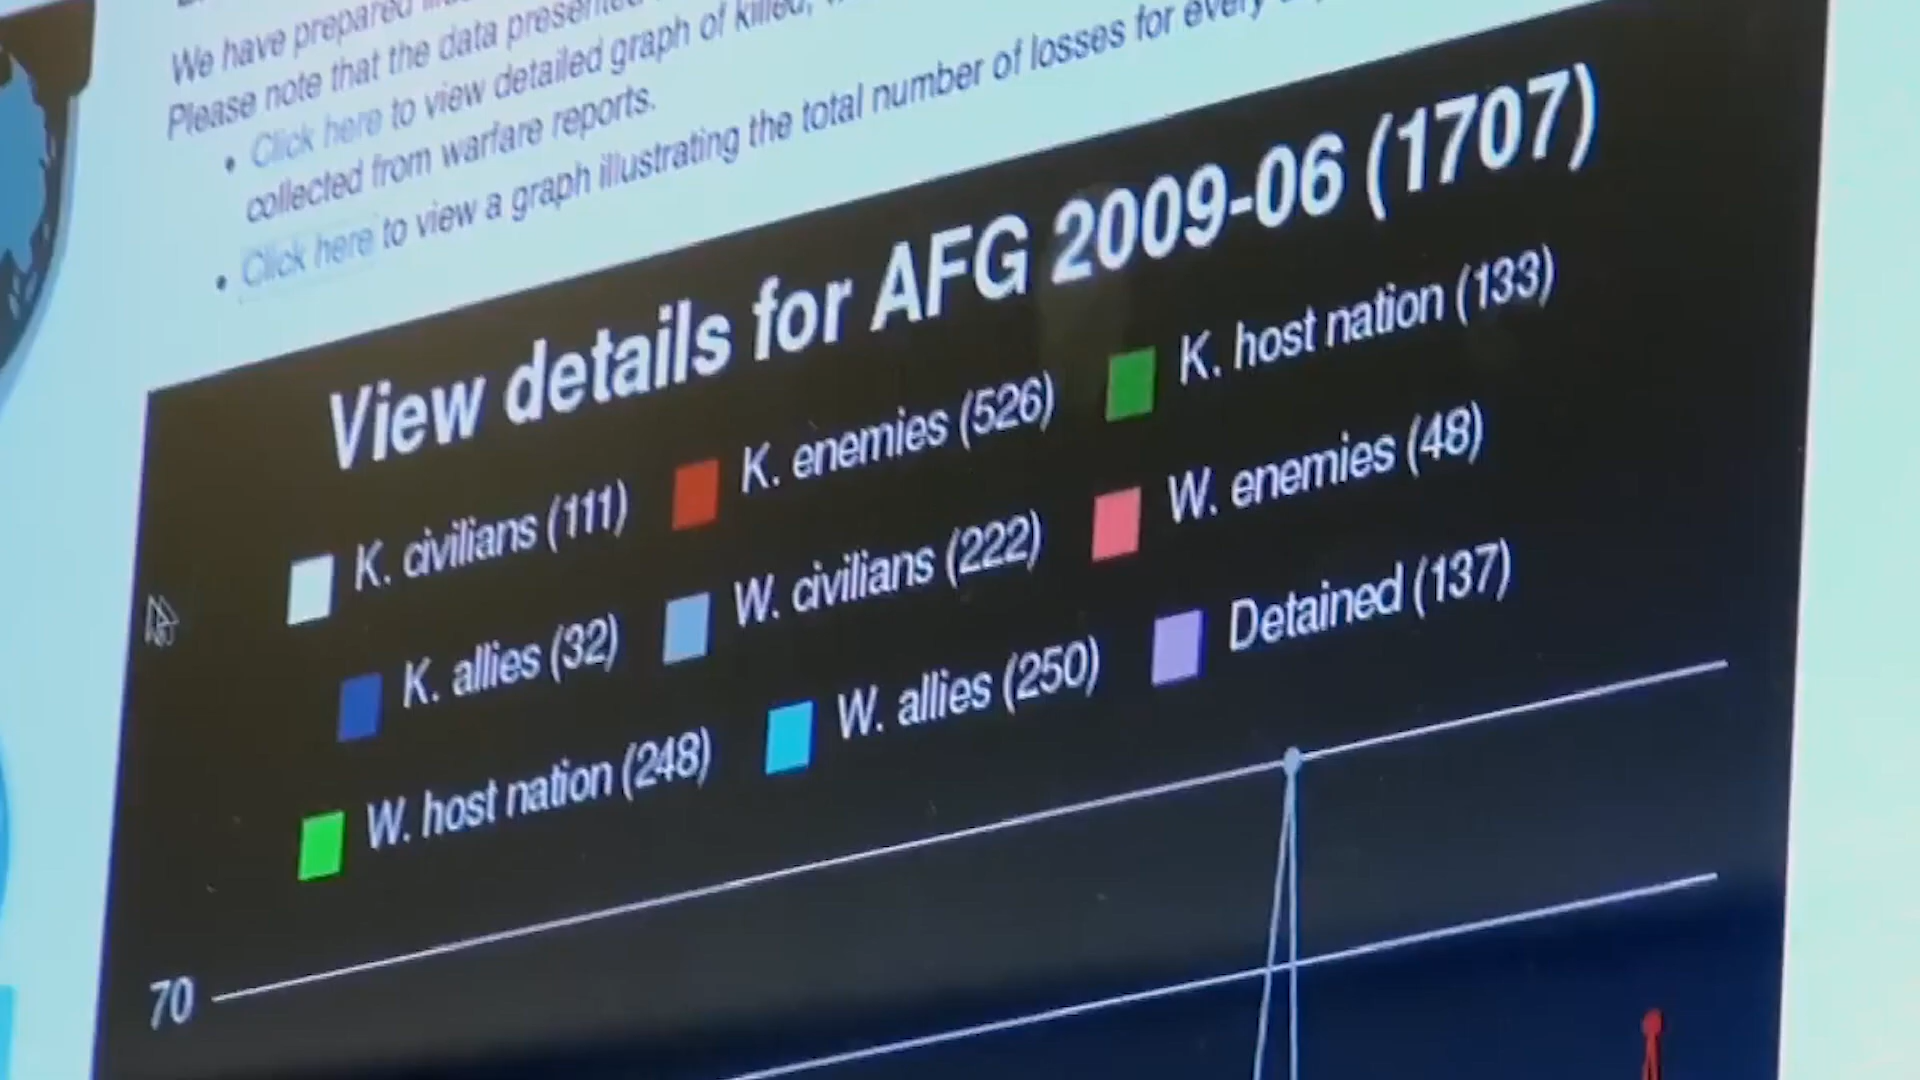 We have prepared
Please note that the data presented
• Click here to view detailed graph of killed,
collected from warfare reports.
• Click here to view a graph illustrating the total number of losses for every
View details for AFG 2009-06 (1707)
K. civilians (111) K. enemies (526) K. host nation (133)
K. allies (32) W. civilians (222) W. enemies (48)
W. host nation (248) W. allies (250) Detained (137)
70